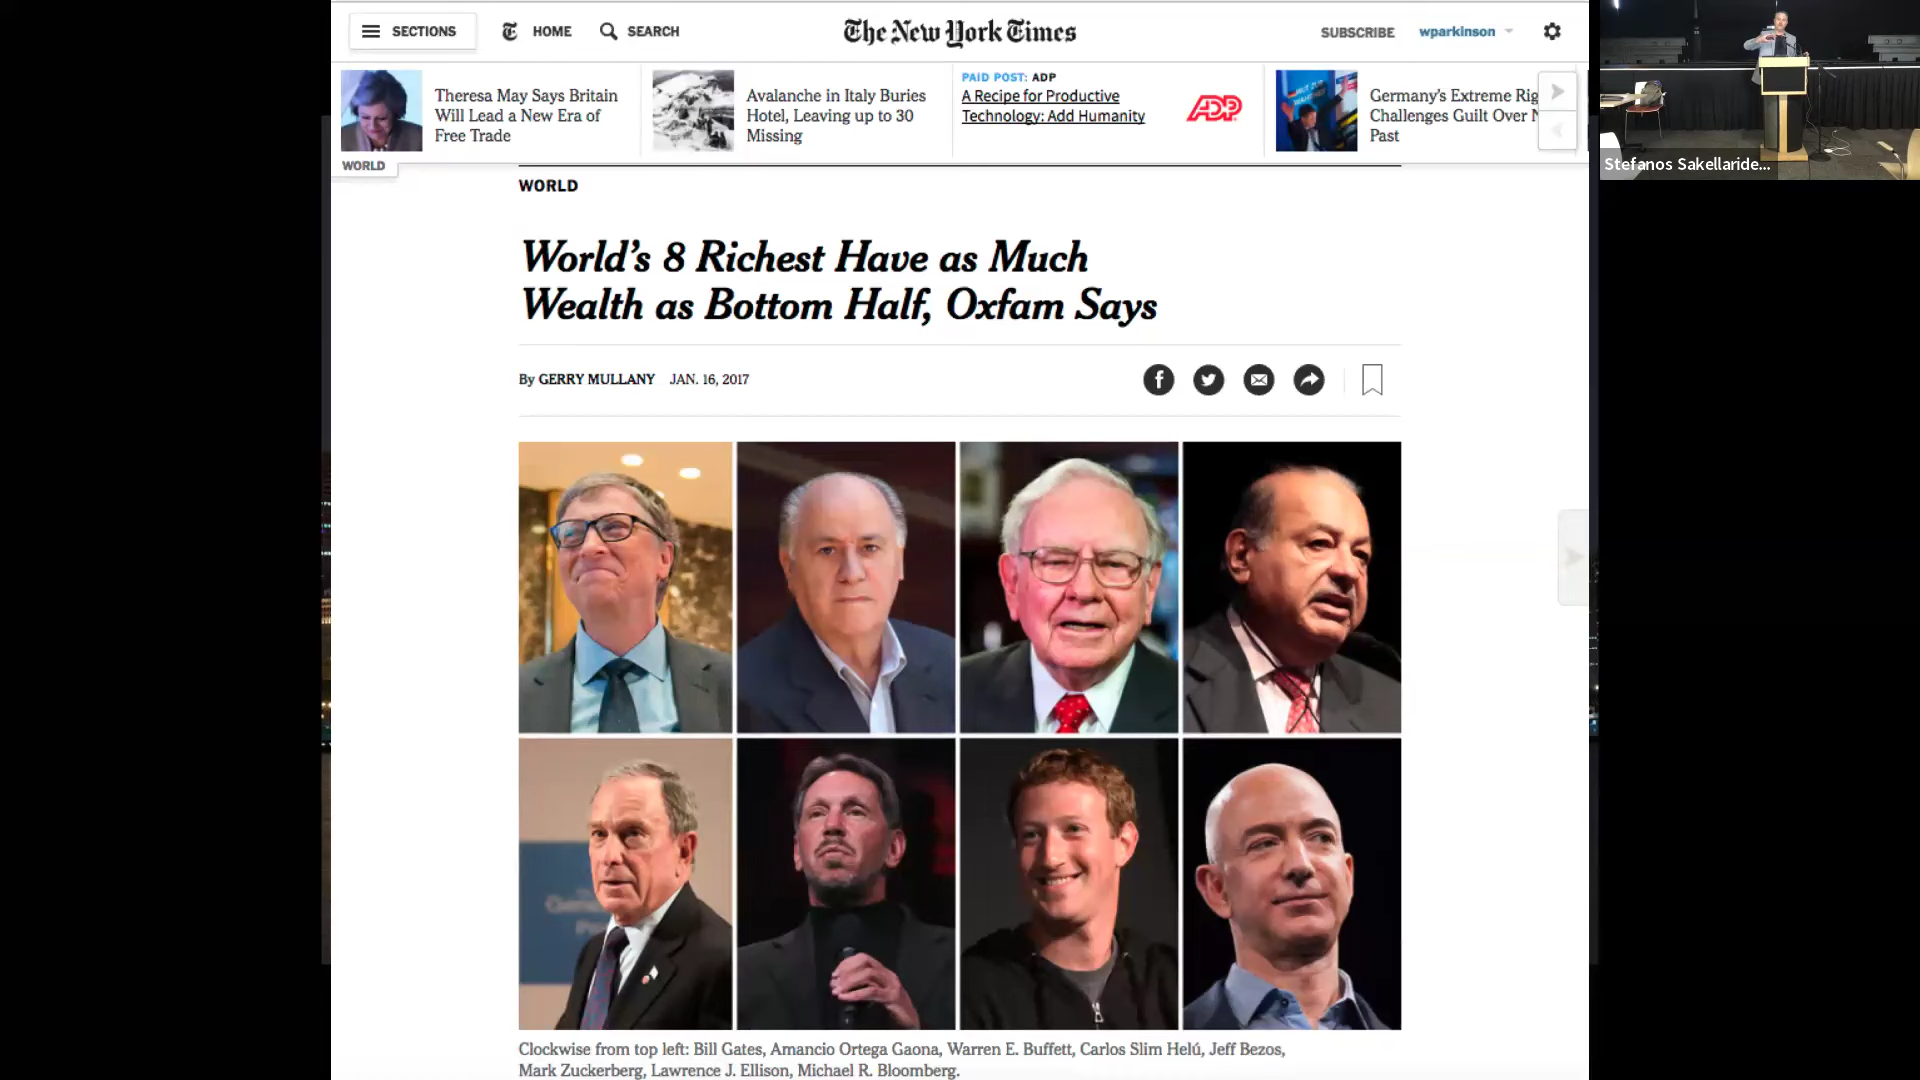 SECTIONS
HOME
SEARCH
The New York Times
SUBSCRIBE
wparkinson
Theresa May Says Britain
Will Lead a New Era of
Free Trade
Avalanche in Italy Buries
Hotel, Leaving up to 30
Missing
PAID POST: ADP
A Recipe for Productive
Technology: Add Humanity
ADP
Germany's Extreme Rig
Challenges Guilt Over N
Past
WORLD
WORLD
World's 8 Richest Have as Much
Wealth as Bottom Half, Oxfam Says
By GERRY MULLANY JAN. 16, 2017
Clockwise from top left: Bill Gates, Amancio Ortega Gaona, Warren E. Buffett, Carlos Slim Helú, Jeff Bezos,
Mark Zuckerberg, Lawrence J. Ellison, Michael R. Bloomberg.
Stefanos Sakellaride...